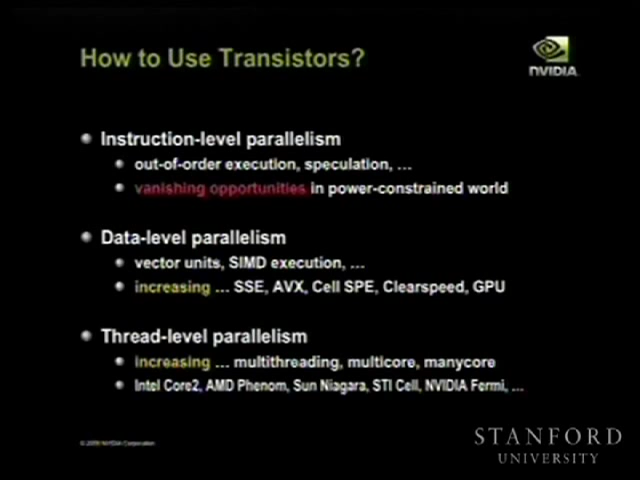 How to Use Transistors?
NVIDIA
Instruction-level parallelism
out-of-order execution, speculation, ...
vanishing opportunities in power-constrained world
Data-level parallelism
vector units, SIMD execution, ...
increasing ... SSE, AVX, Cell SPE, Clearspeed, GPU
Thread-level parallelism
increasing ... multithreading, multicore, manycore
Intel Core2, AMD Phenom, Sun Niagara, STI Cell, NVIDIA Fermi, ...
NVIDIA Corporation
STANFORD
UNIVERSITY